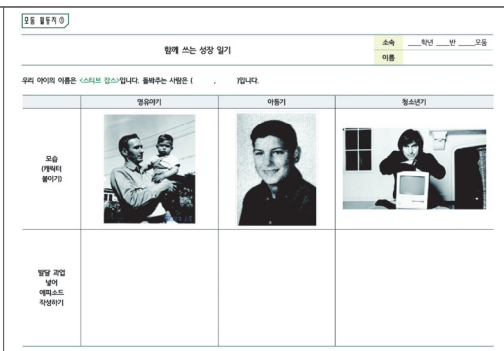 모둠 활동지 ①
함께 쓰는 성장 일기
소속 ___학년 ___반 ___모둠
이름
우리 아이의 이름은 <스티브 잡스>입니다. 돌봐주는 사람은 ( , )입니다.
영유아기 아동기 청소년기
모습
(캐릭터
붙이기)
발달 과업
넣어
에피소드
작성하기